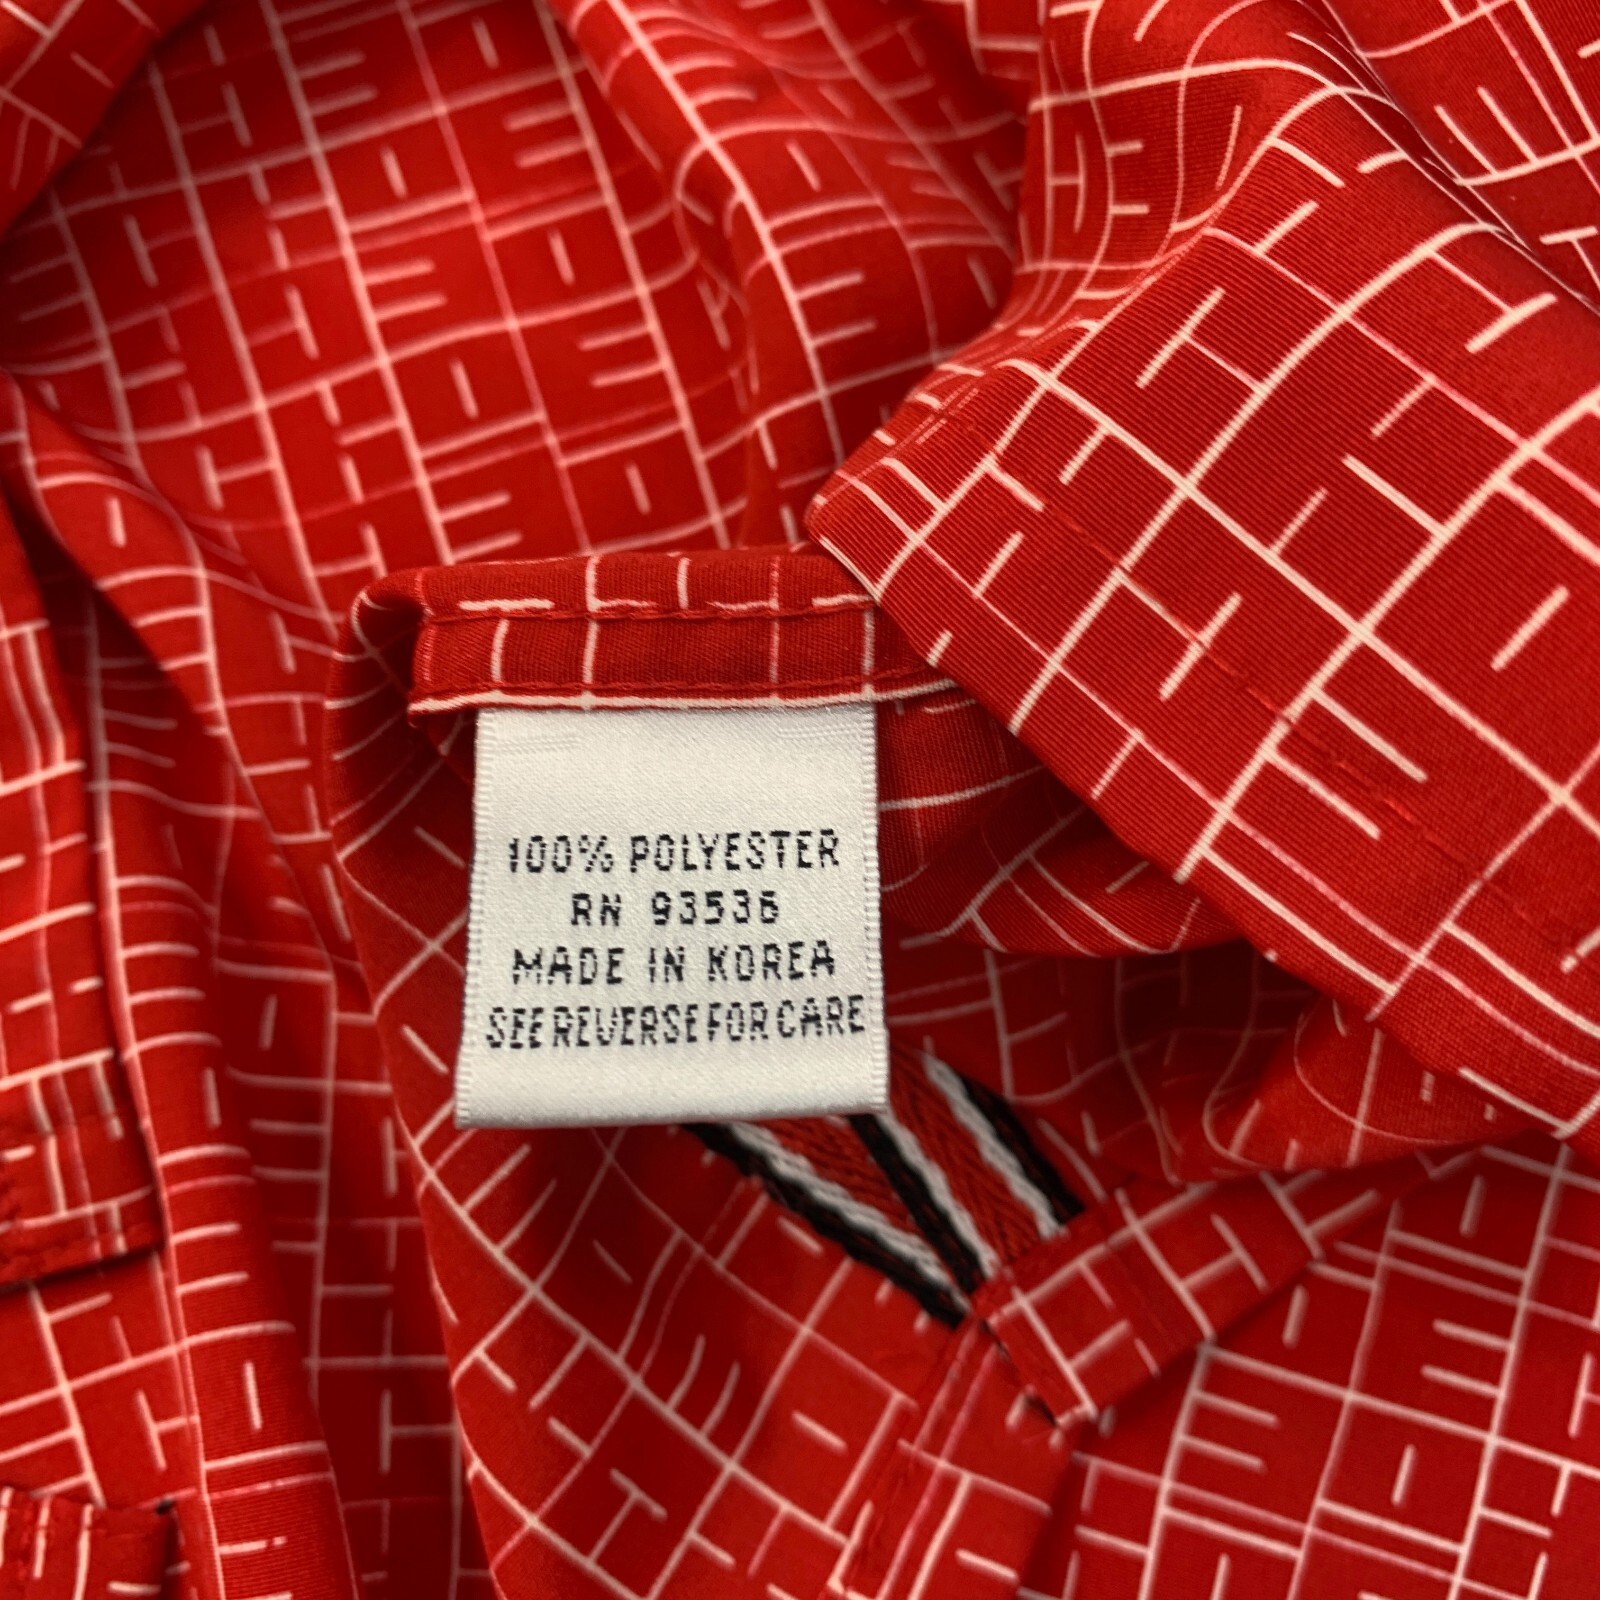 100% POLYESTER
RN 93536
MADE IN KOREA
SEE REVERSE FOR CARE